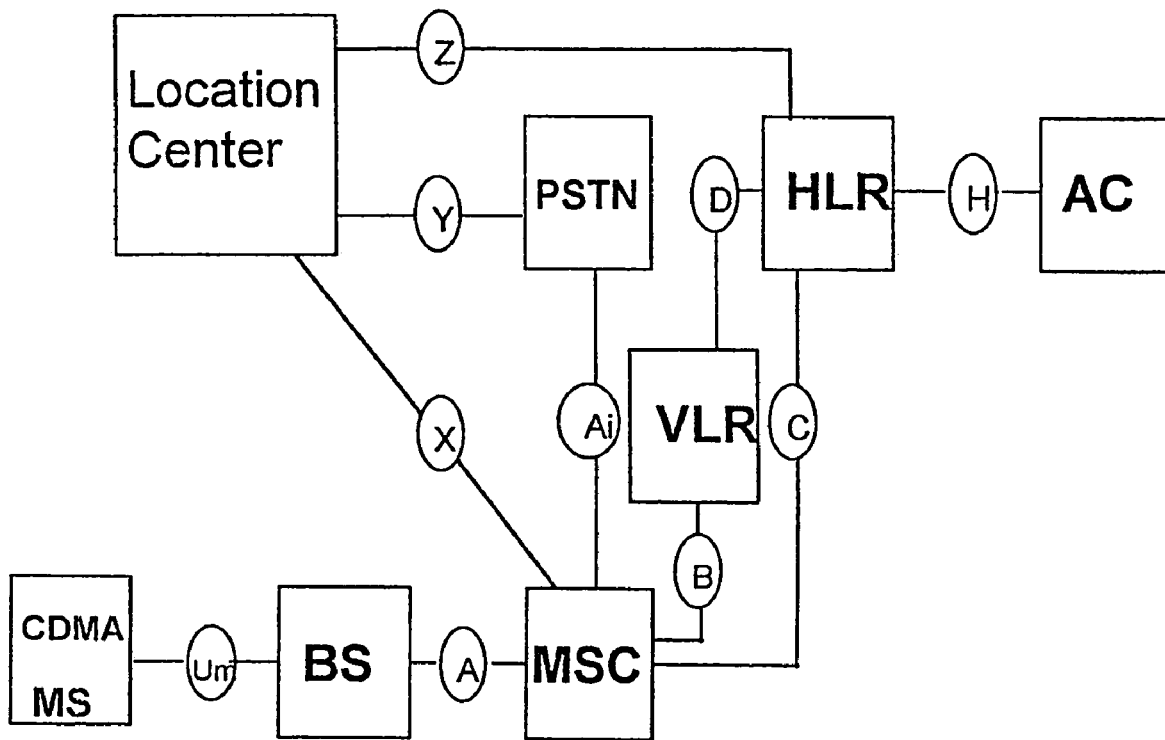 Location
Center
Z
Y
X
PSTN
Ai
D
HLR
H
AC
VLR
C
B
CDMA
MS
Um
BS
A
MSC